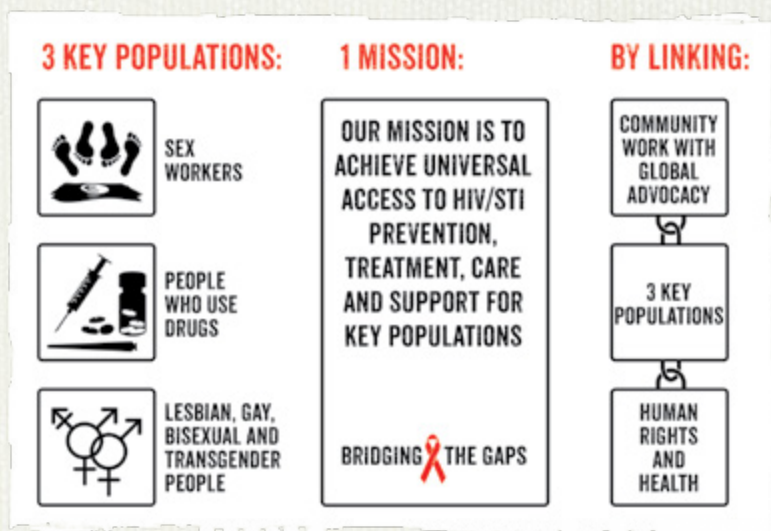 3 KEY POPULATIONS:
SEX
WORKERS
PEOPLE
WHO USE
DRUGS
LESBIAN, GAY,
BISEXUAL AND
TRANSGENDER
PEOPLE
1 MISSION:
OUR MISSION IS TO
ACHIEVE UNIVERSAL
ACCESS TO HIV/STI
PREVENTION,
TREATMENT, CARE
AND SUPPORT FOR
KEY POPULATIONS
BRIDGING THE GAPS
BY LINKING:
COMMUNITY
WORK WITH
GLOBAL
ADVOCACY
3 KEY
POPULATIONS
HUMAN
RIGHTS
AND
HEALTH